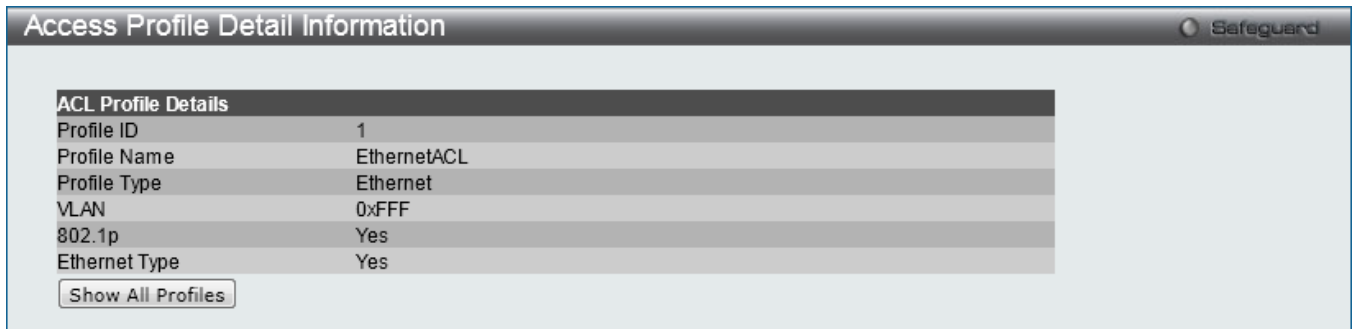 Access Profile Detail Information
Safeguard
ACL Profile Details
Profile ID 1
Profile Name EthernetACL
Profile Type Ethernet
VLAN 0xFFF
802.1p Yes
Ethernet Type Yes
Show All Profiles